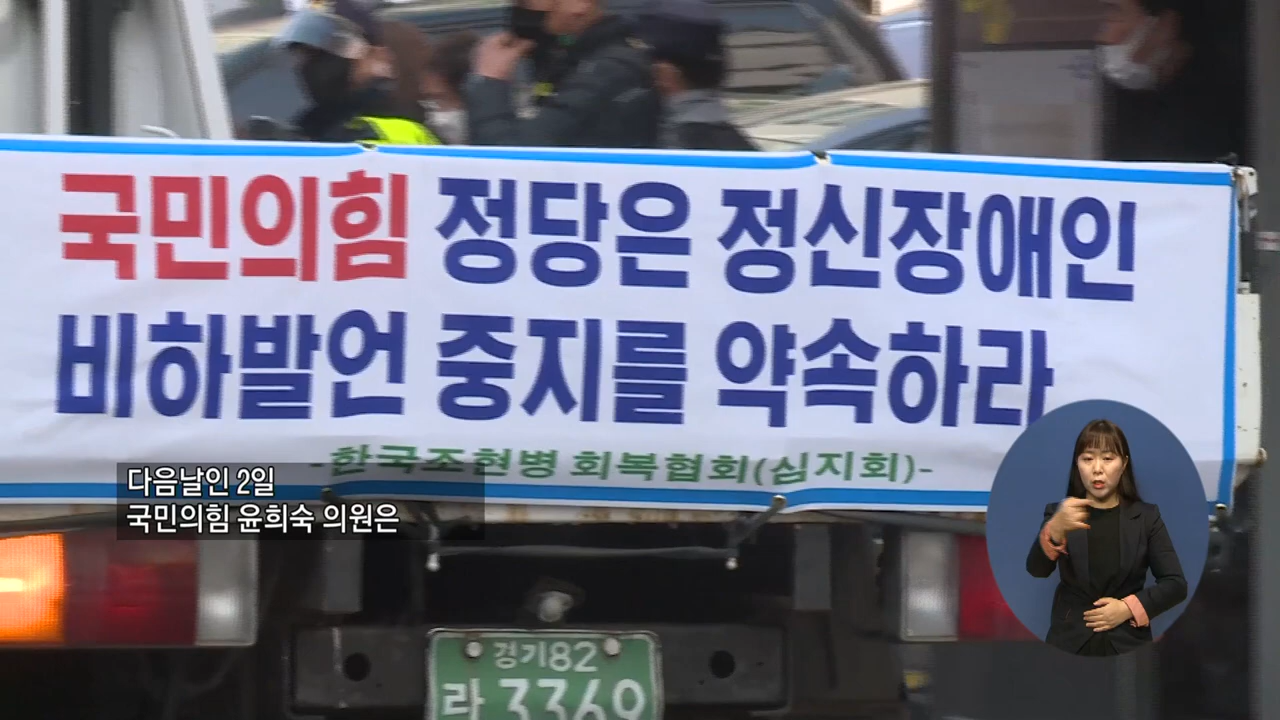 국민의힘 정당은 정신장애인
비하발언 중지를 약속하라
-한국조현병 회복협회(심지회)-
다음날인 2일
국민의힘 윤희숙 의원은
경기82
라 3369